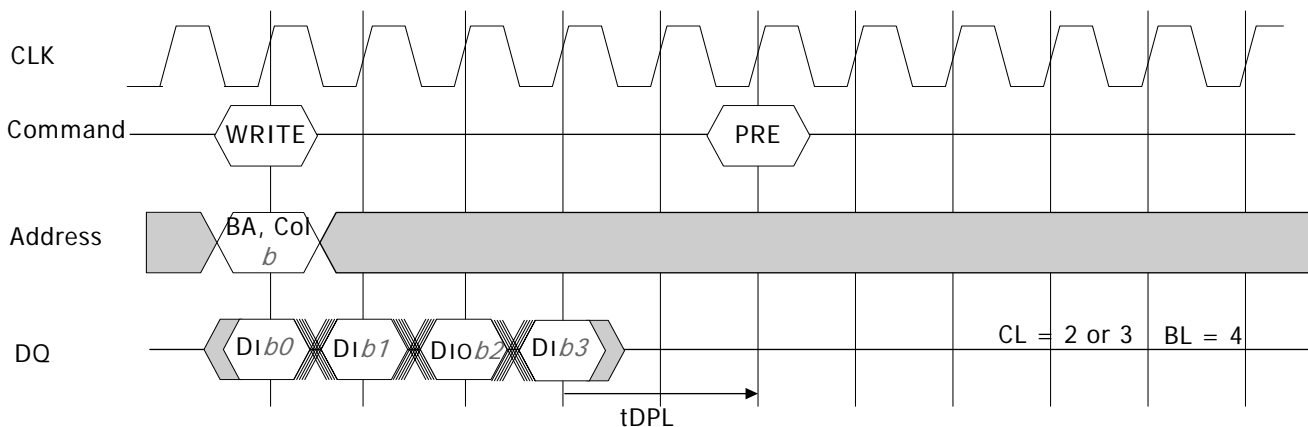 CLK
Command WRITE PRE
Address BA, Col
b
DQ DIb0 DIb1 DIOb2 DIb3 CL = 2 or 3 BL = 4
tDPL